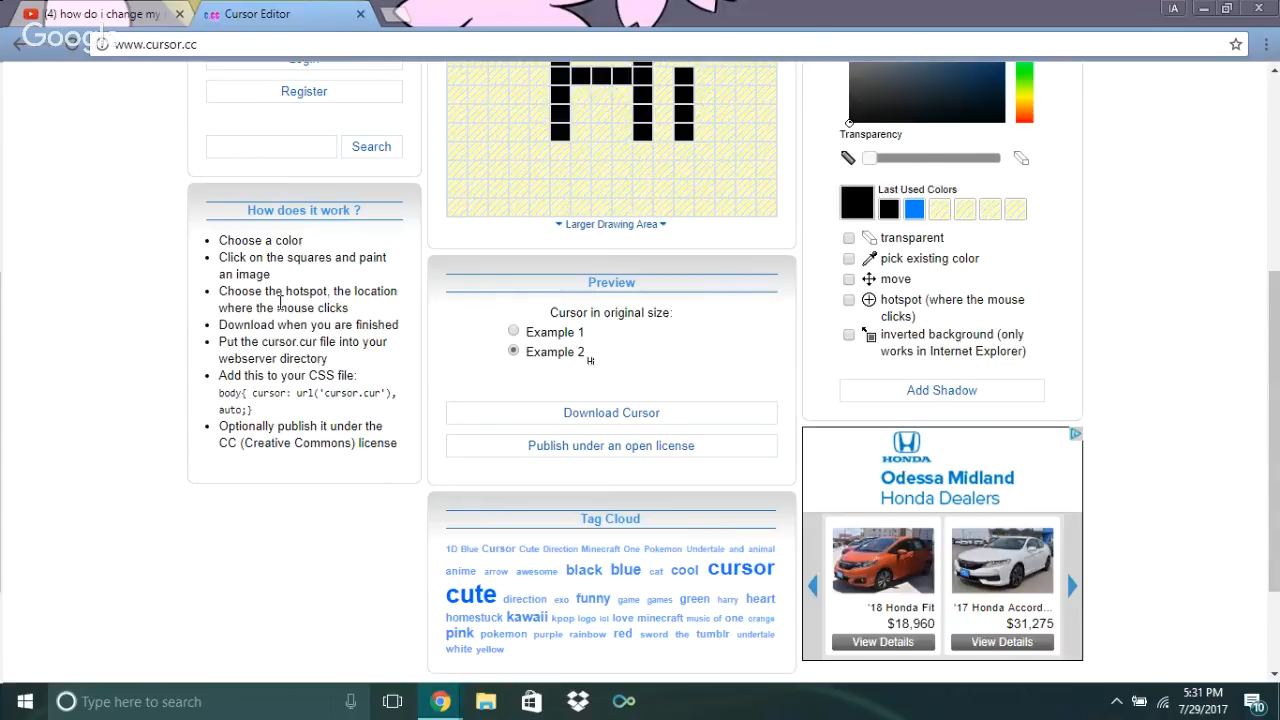 (4) how do i change my
Cursor Editor
IA
Google
www.cursor.cc
Register
Search
How does it work ?
Choose a color
Click on the squares and paint
an image
Choose the hotspot, the location
where the mouse clicks
Download when you are finished
Put the cursor.cur file into your
webserver directory
Add this to your CSS file:
body{ cursor: url('cursor.cur'),
auto;}
Optionally publish it under the
CC (Creative Commons) license
Larger Drawing Area
Preview
Cursor in original size:
Example 1
Example 2
Hi
Download Cursor
Publish under an open license
Tag Cloud
1D Blue Cursor Cute Direction Minecraft One Pokemon Undertale and animal
anime arrow awesome black blue cat cool cursor
cute direction exo funny game games green harry heart
homestuck kawaii kpop logo lol love minecraft music of one orange
pink pokemon purple rainbow red sword the tumblr undertale
white yellow
Transparency
Last Used Colors
transparent
pick existing color
move
hotspot (where the mouse
clicks)
inverted background (only
works in Internet Explorer)
Add Shadow
HONDA
Odessa Midland
Honda Dealers
'18 Honda Fit
$18,960
View Details
'17 Honda Accord...
$31,275
View Details
Type here to search
5:31 PM
7/29/2017
10